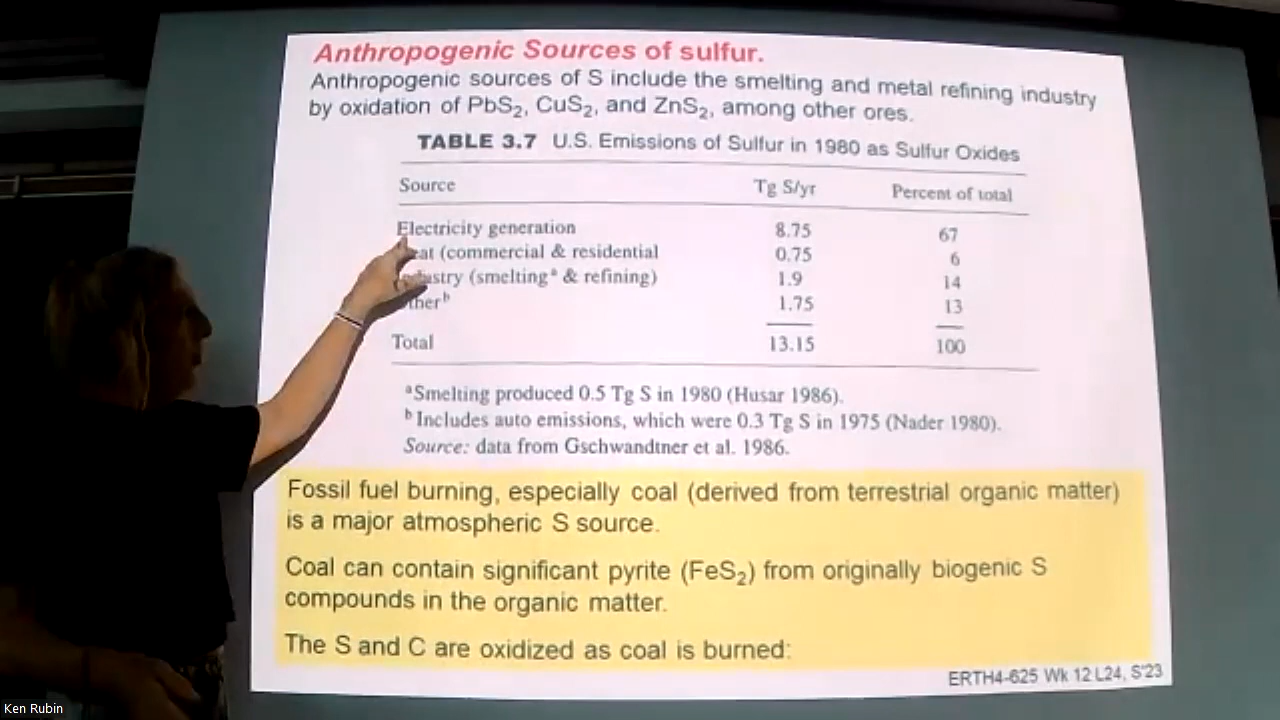 Anthropogenic Sources of sulfur.
Anthropogenic sources of S include the smelting and metal refining industry
by oxidation of PbS₂, CuS₂, and ZnS₂, among other ores.
TABLE 3.7 U.S. Emissions of Sulfur in 1980 as Sulfur Oxides
Source Tg S/yr Percent of total
Electricity generation 8.75 67
(commercial & residential 0.75 6
(smeltingᵃ & refining) 1.9 14
1.75 13
Total 13.15 100
ᵃSmelting produced 0.5 Tg S in 1980 (Husar 1986).
ᵇIncludes auto emissions, which were 0.3 Tg S in 1975 (Nader 1980).
Source: data from Gschwandtner et al. 1986.
Fossil fuel burning, especially coal (derived from terrestrial organic matter)
is a major atmospheric S source.
Coal can contain significant pyrite (FeS₂) from originally biogenic S
compounds in the organic matter.
The S and C are oxidized as coal is burned:
ERTH4-625 Wk 12 L24, S'23
Ken Rubin